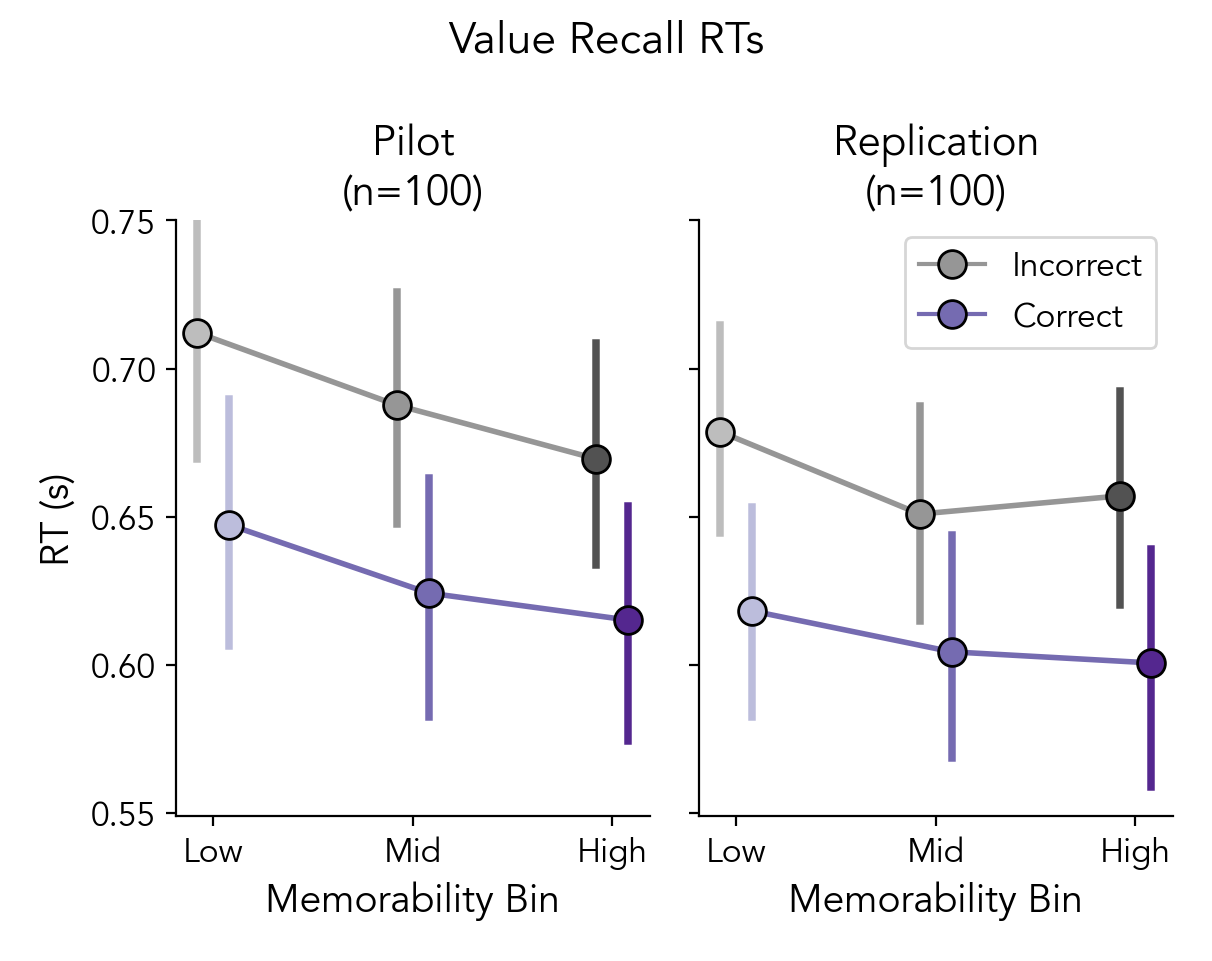 Value Recall RTs
Pilot
(n=100)
Replication
(n=100)
0.75
0.70
0.65
0.60
0.55
RT (s)
Incorrect
Correct
Low Mid High
Memorability Bin
Low Mid High
Memorability Bin